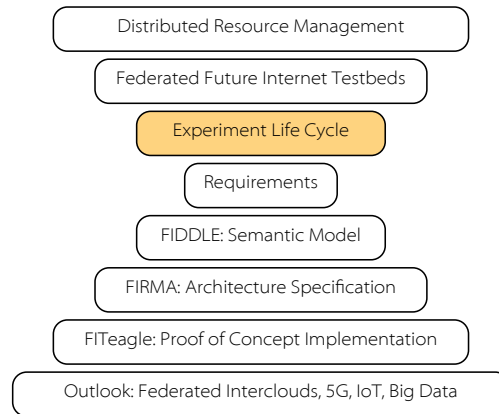 Distributed Resource Management
Federated Future Internet Testbeds
Experiment Life Cycle
Requirements
FIDDLE: Semantic Model
FIRMA: Architecture Specification
FITeagle: Proof of Concept Implementation
Outlook: Federated Interclouds, 5G, IoT, Big Data